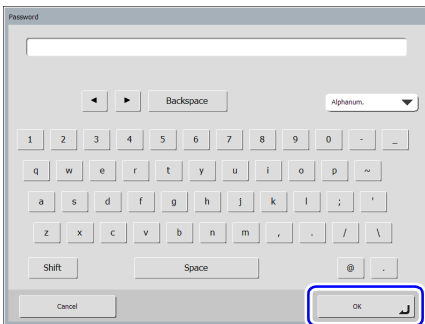 Password
◄ ► Backspace Alphanum.
1 2 3 4 5 6 7 8 9 0 - _
q w e r t y u i o p ~
a s d f g h j k l ; '
z x c v b n m , . / \
Shift Space @ .
Cancel OK